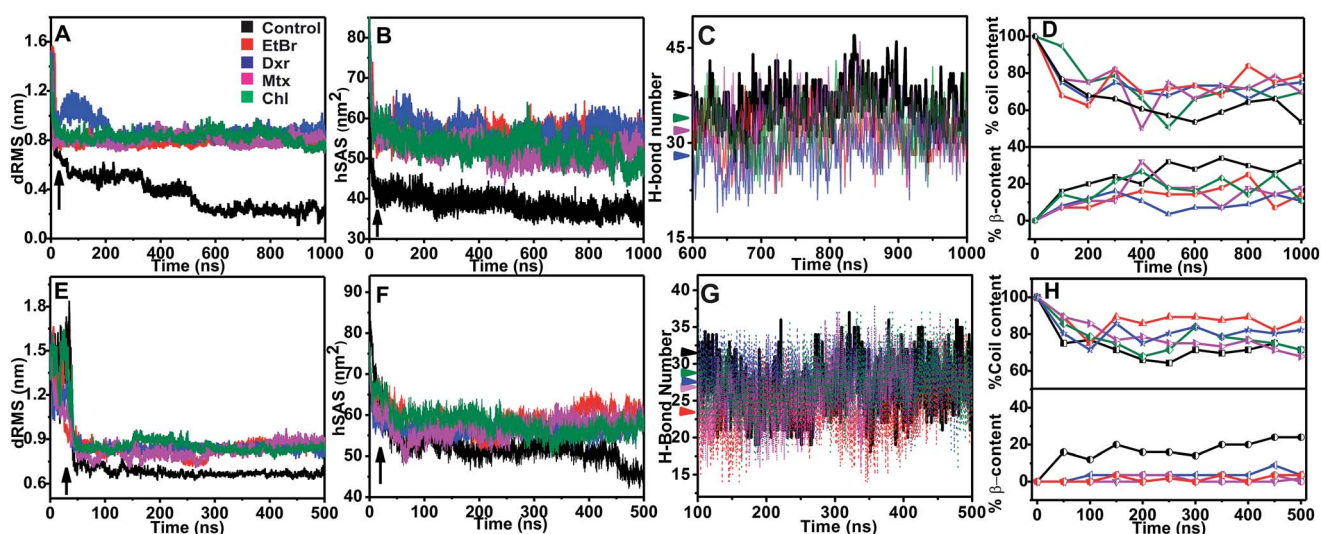 A
Control
EtBr
Dxr
Mtx
Chl
dRMS (nm)
1.6
1.2
0.8
0.4
0.0
0 200 400 600 800 1000
Time (ns)
B
hSAS (nm2)
85
80
70
60
50
40
30
0 200 400 600 800 1000
Time (ns)
C
H-bond number
45
30
15
600 700 800 900 1000
Time (ns)
D
% coil content
100
80
60
% β-content
40
20
0
0 200 400 600 800 1000
Time (ns)
E
dRMS (nm)
1.8
1.5
1.2
0.9
0.6
0 100 200 300 400 500
Time (ns)
F
hSAS (nm2)
90
80
70
60
50
40
0 100 200 300 400 500
Time (ns)
G
H-Bond Number
40
35
30
25
20
15
100 200 300 400 500
Time (ns)
H
%Coil content
100
80
60
% β-content
40
20
0
0 100 200 300 400 500
Time (ns)